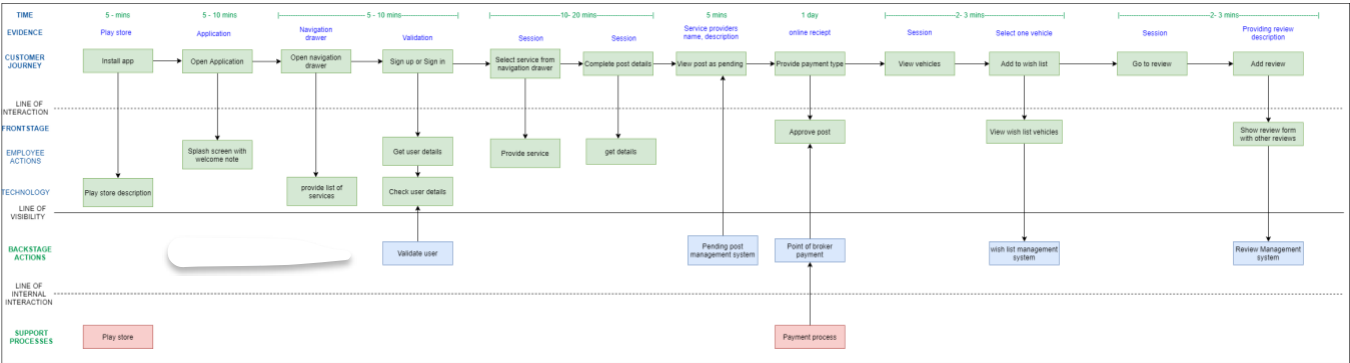 TIME
5 - mins
5 - 10 mins
5 - 10 mins
10- 20 mins
5 mins
1 day
2- 3 mins
2- 3 mins
EVIDENCE
Play store
Application
Navigation
drawer
Validation
Session
Session
Service providers
name, description
online reciept
Session
Select one vehicle
Session
Providing review
description
CUSTOMER
JOURNEY
Install app
Open Application
Open navigation
drawer
Sign up or Sign in
Select service from
navigation drawer
Complete post details
View post as pending
Provide payment type
View vehicles
Add to wish list
Go to review
Add review
LINE OF
INTERACTION
FRONTSTAGE
Approve post
View wish list vehicles
Show review form
with other reviews
EMPLOYEE
ACTIONS
Splash screen with
welcome note
Get user details
Provide service
get details
TECHNOLOGY
Play store description
provide list of
services
Check user details
LINE OF
VISIBILITY
BACKSTAGE
ACTIONS
Validate user
Pending post
management system
Point of broker
payment
wish list management
system
Review Management
system
LINE OF
INTERNAL
INTERACTION
SUPPORT
PROCESSES
Play store
Payment process